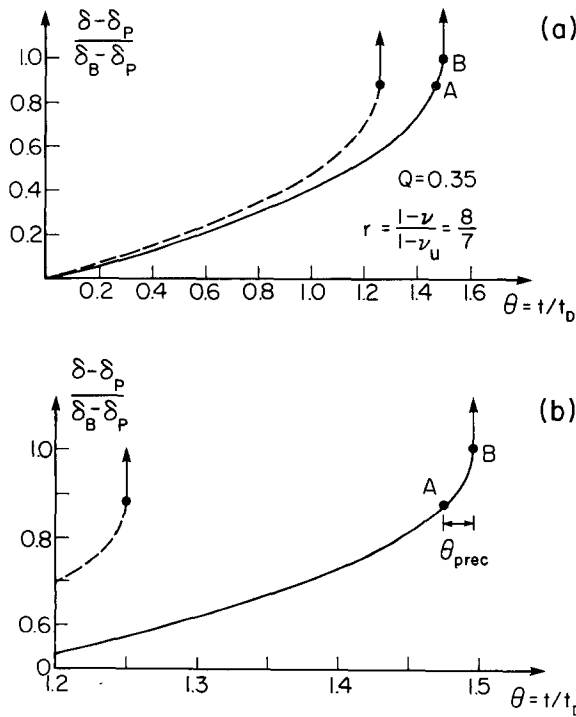 (a)
δ-δP
δB-δP
1.0
0.8
0.6
0.4
0.2
B
A
Q=0.35
r = 1-ν / 1-νu = 8 / 7
0.2 0.4 0.6 0.8 1.0 1.2 1.4 1.6
θ = t/tD
(b)
δ-δP
δB-δP
1.0
0.8
0.6
0
A
B
θprec
1.2 1.3 1.4 1.5
θ = t/t